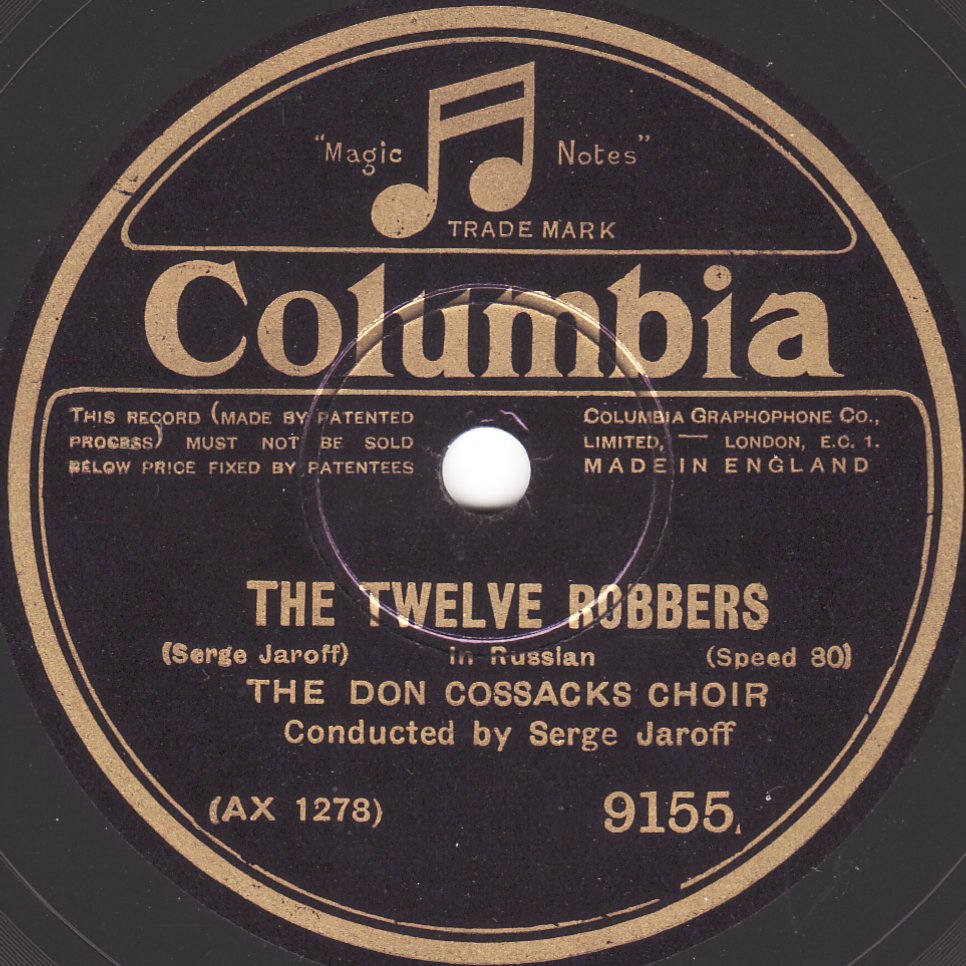 "Magic Notes"
TRADE MARK
Columbia
THIS RECORD (MADE BY PATENTED
PROCESS) MUST NOT BE SOLD
BELOW PRICE FIXED BY PATENTEES
COLUMBIA GRAPHOPHONE CO.,
LIMITED, — LONDON, E.C. 1.
MADE IN ENGLAND
THE TWELVE ROBBERS
(Serge Jaroff) in Russian (Speed 80)
THE DON COSSACKS CHOIR
Conducted by Serge Jaroff
(AX 1278) 9155